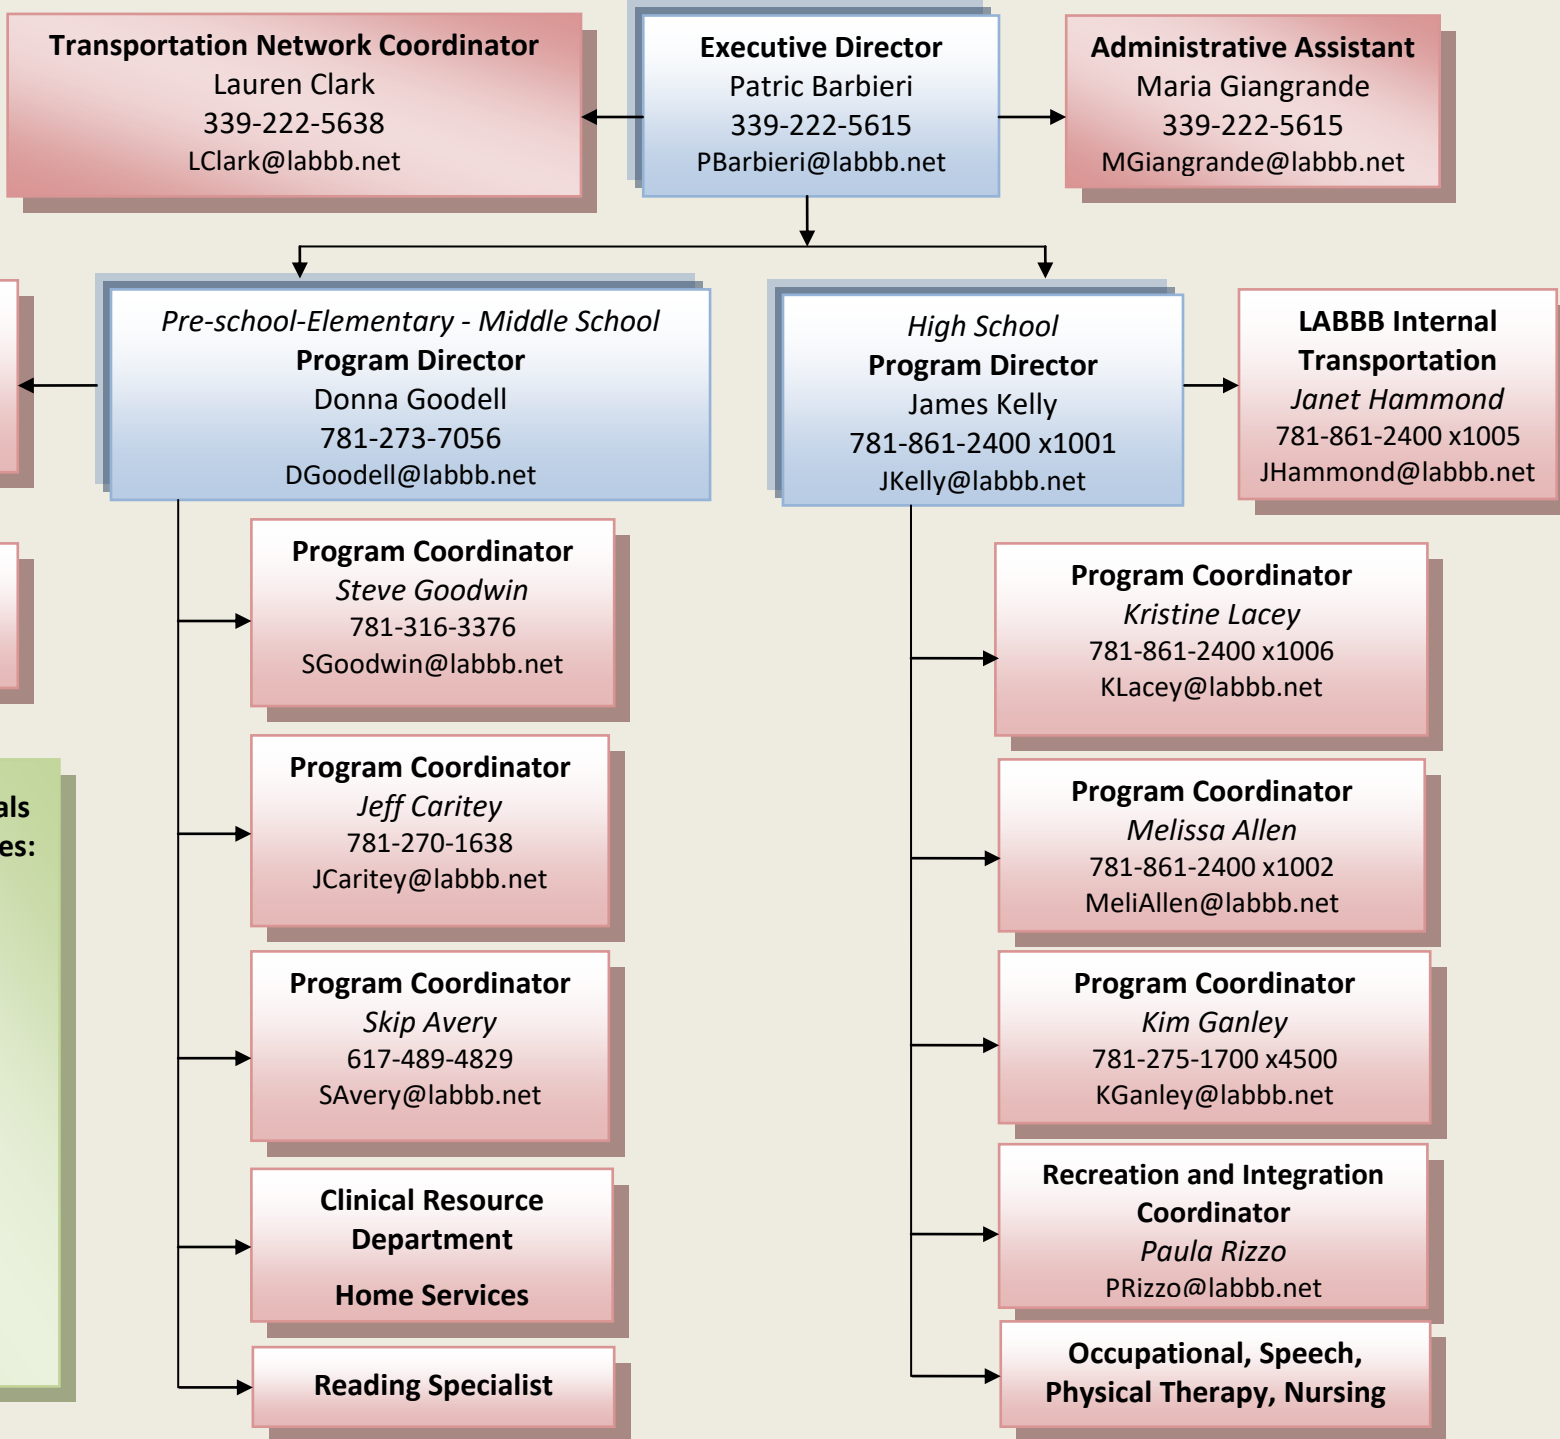 Transportation Network Coordinator
Lauren Clark
339-222-5638
LClark@labbb.net
Executive Director
Patric Barbieri
339-222-5615
PBarbieri@labbb.net
Administrative Assistant
Maria Giangrande
339-222-5615
MGiangrande@labbb.net
Pre-school-Elementary - Middle School
Program Director
Donna Goodell
781-273-7056
DGoodell@labbb.net
High School
Program Director
James Kelly
781-861-2400 x1001
JKelly@labbb.net
LABBB Internal
Transportation
Janet Hammond
781-861-2400 x1005
JHammond@labbb.net
Program Coordinator
Steve Goodwin
781-316-3376
SGoodwin@labbb.net
Program Coordinator
Jeff Caritey
781-270-1638
JCaritey@labbb.net
Program Coordinator
Skip Avery
617-489-4829
SAvery@labbb.net
Clinical Resource
Department
Home Services
Reading Specialist
Program Coordinator
Kristine Lacey
781-861-2400 x1006
KLacey@labbb.net
Program Coordinator
Melissa Allen
781-861-2400 x1002
MeliAllen@labbb.net
Program Coordinator
Kim Ganley
781-275-1700 x4500
KGanley@labbb.net
Recreation and Integration
Coordinator
Paula Rizzo
PRizzo@labbb.net
Occupational, Speech,
Physical Therapy, Nursing
als
es: